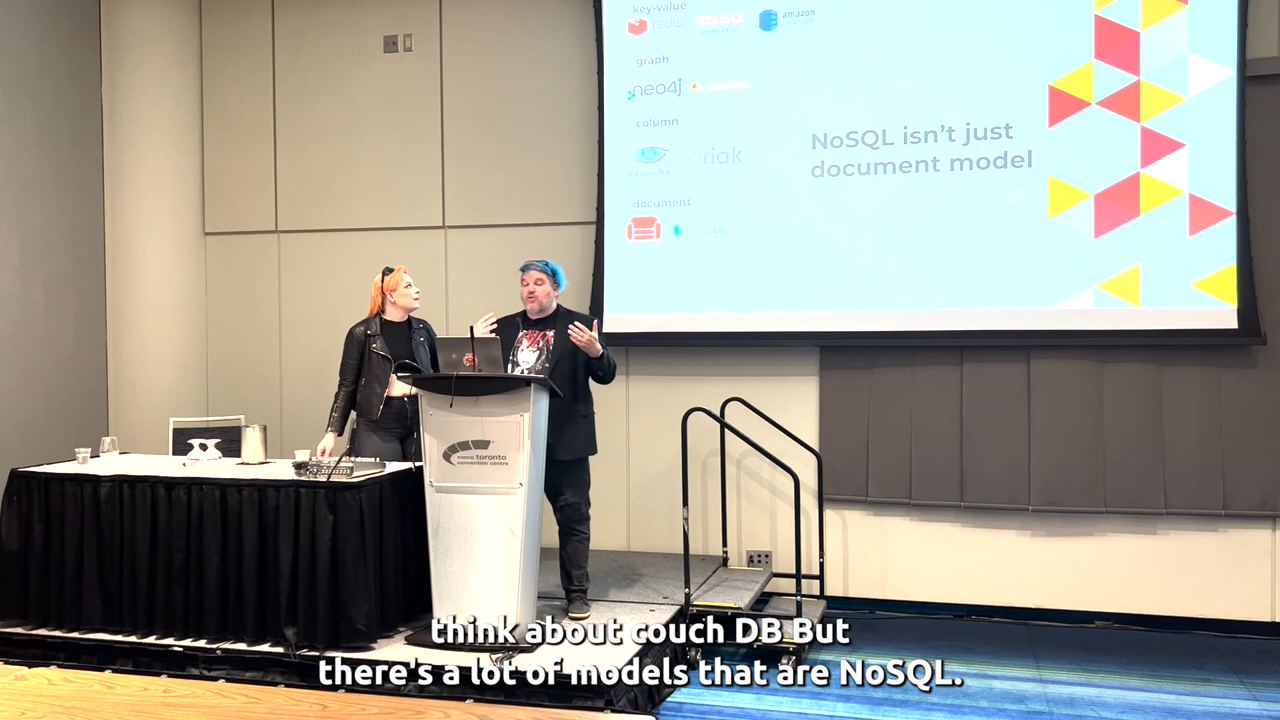 key-value
redis
amazon
graph
neo4j
column
riak
document
NoSQL isn't just
document model
metro toronto
convention centre
think about couch DB But
there's a lot of models that are NoSQL.